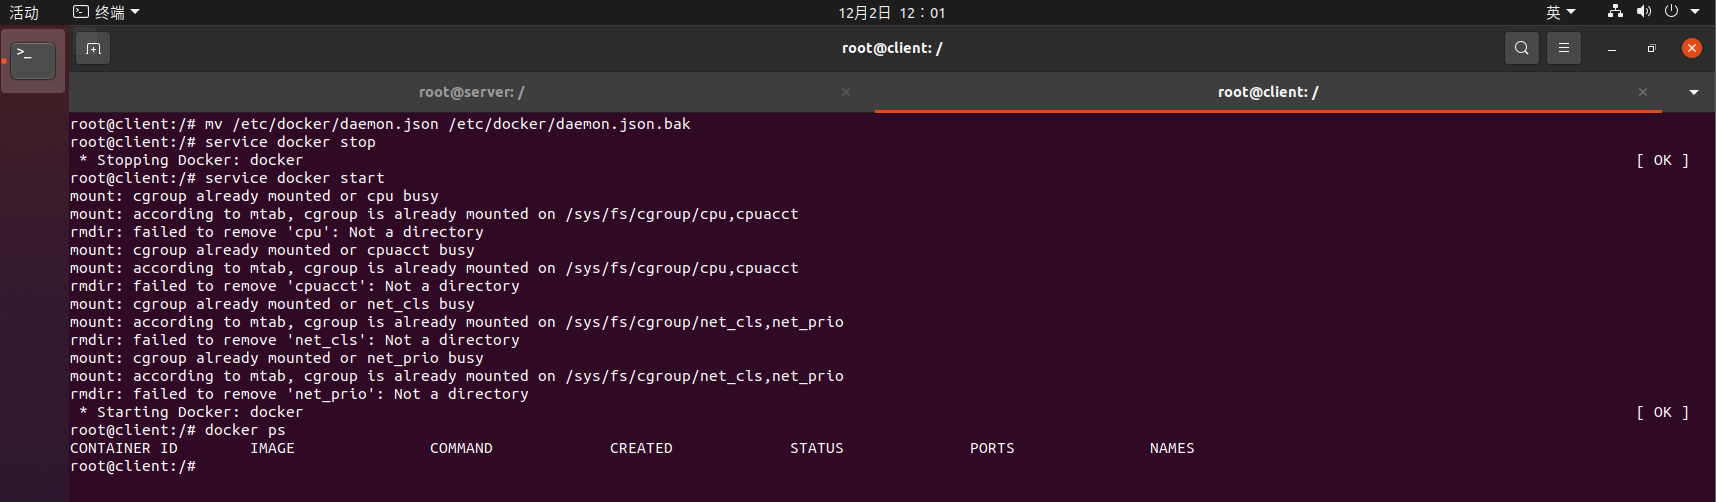 活动 终端 12月2日 12：01 英
root@client: /
root@server: / root@client: /
root@client:/# mv /etc/docker/daemon.json /etc/docker/daemon.json.bak
root@client:/# service docker stop
 * Stopping Docker: docker [ OK ]
root@client:/# service docker start
mount: cgroup already mounted or cpu busy
mount: according to mtab, cgroup is already mounted on /sys/fs/cgroup/cpu,cpuacct
rmdir: failed to remove 'cpu': Not a directory
mount: cgroup already mounted or cpuacct busy
mount: according to mtab, cgroup is already mounted on /sys/fs/cgroup/cpu,cpuacct
rmdir: failed to remove 'cpuacct': Not a directory
mount: cgroup already mounted or net_cls busy
mount: according to mtab, cgroup is already mounted on /sys/fs/cgroup/net_cls,net_prio
rmdir: failed to remove 'net_cls': Not a directory
mount: cgroup already mounted or net_prio busy
mount: according to mtab, cgroup is already mounted on /sys/fs/cgroup/net_cls,net_prio
rmdir: failed to remove 'net_prio': Not a directory
 * Starting Docker: docker [ OK ]
root@client:/# docker ps
CONTAINER ID IMAGE COMMAND CREATED STATUS PORTS NAMES
root@client:/#